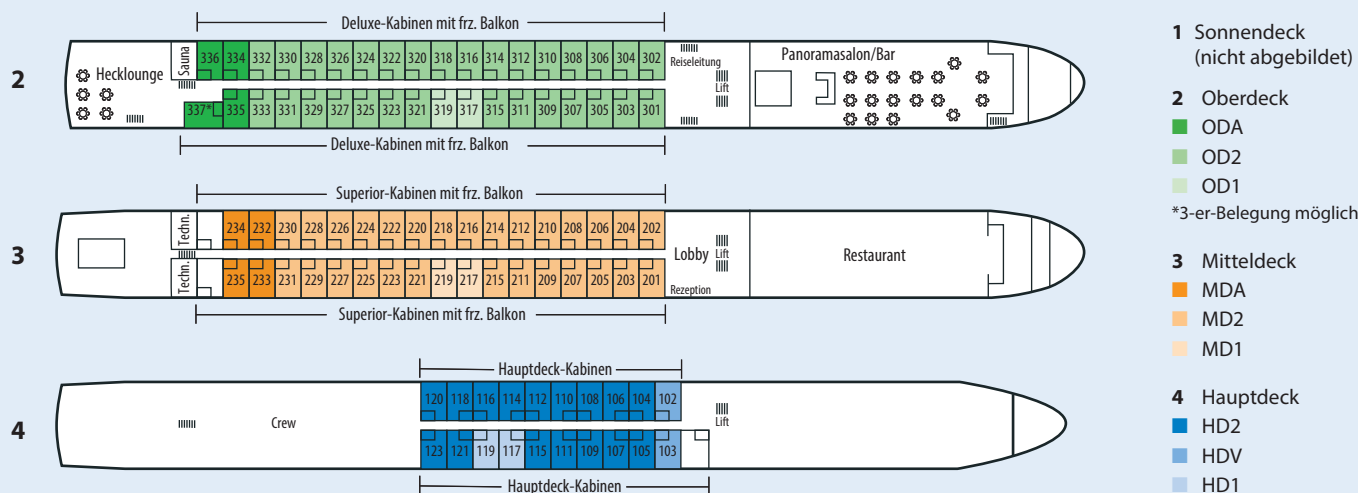 Deluxe-Kabinen mit frz. Balkon
2
Hecklounge
Sauna
336 334 332 330 328 326 324 322 320 318 316 314 312 310 308 306 304 302
337* 335 333 331 329 327 325 323 321 319 317 315 311 309 307 305 303 301
Reiseleitung
Lift
Panoramasalon/Bar
Deluxe-Kabinen mit frz. Balkon
Superior-Kabinen mit frz. Balkon
3
Techn.
Techn.
234 232 230 228 226 224 222 220 218 216 214 212 210 208 206 204 202
235 233 231 229 227 225 223 221 219 217 215 211 209 207 205 203 201
Lobby
Lift
Rezeption
Restaurant
Superior-Kabinen mit frz. Balkon
Hauptdeck-Kabinen
4
Crew
120 118 116 114 112 110 108 106 104 102
123 121 119 117 115 111 109 107 105 103
Lift
Hauptdeck-Kabinen
1 Sonnendeck
(nicht abgebildet)
2 Oberdeck
ODA
OD2
OD1
*3-er-Belegung möglich
3 Mitteldeck
MDA
MD2
MD1
4 Hauptdeck
HD2
HDV
HD1